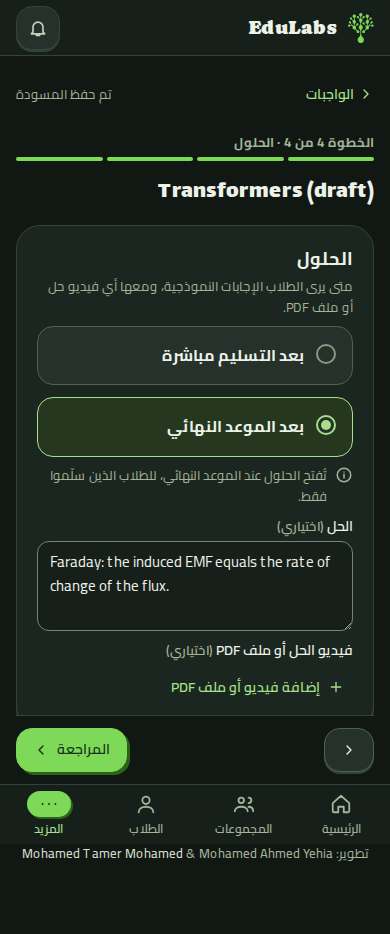 EduLabs
الواجبات
تم حفظ المسودة
الخطوة 4 من 4 · الحلول
Transformers (draft)
الحلول
متى يرى الطلاب الإجابات النموذجية، ومعها أي فيديو حل
أو ملف PDF.
بعد التسليم مباشرة
بعد الموعد النهائي
تُفتح الحلول عند الموعد النهائي، للطلاب الذين سلّموا
فقط.
الحل (اختياري)
Faraday: the induced EMF equals the rate of
change of the flux.
فيديو الحل أو ملف PDF (اختياري)
+ إضافة فيديو أو ملف PDF
المراجعة
الرئيسية
المجموعات
الطلاب
المزيد
تطوير: Mohamed Tamer Mohamed & Mohamed Ahmed Yehia